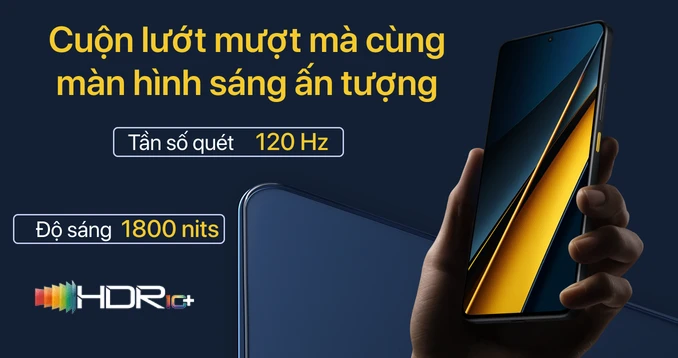 Cuộn lướt mượt mà cùng
màn hình sáng ấn tượng
Tần số quét 120 Hz
Độ sáng 1800 nits
HDR10+